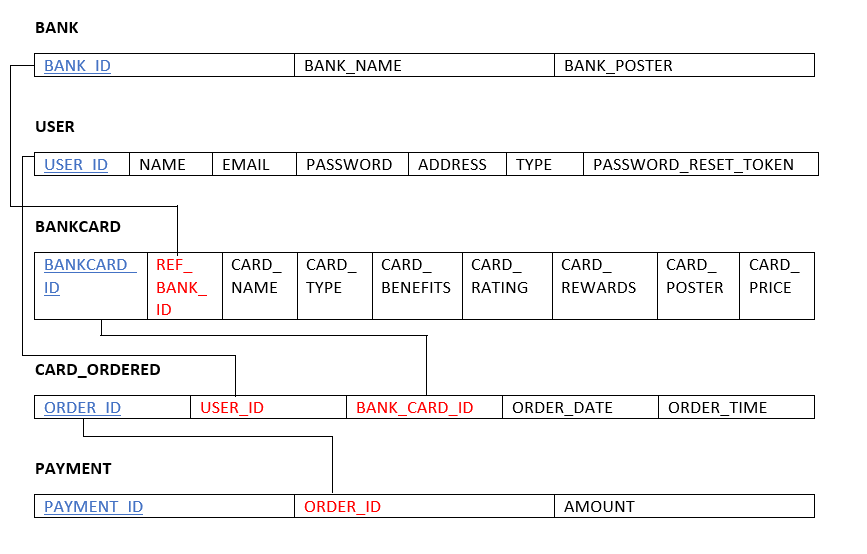 BANK
BANK_ID BANK_NAME BANK_POSTER
USER
USER_ID NAME EMAIL PASSWORD ADDRESS TYPE PASSWORD_RESET_TOKEN
BANKCARD
BANKCARD_ REF_ CARD_ CARD_ CARD_ CARD_ CARD_ CARD_ CARD_
ID BANK_ NAME TYPE BENEFITS RATING REWARDS POSTER PRICE
ID
CARD_ORDERED
ORDER_ID USER_ID BANK_CARD_ID ORDER_DATE ORDER_TIME
PAYMENT
PAYMENT_ID ORDER_ID AMOUNT